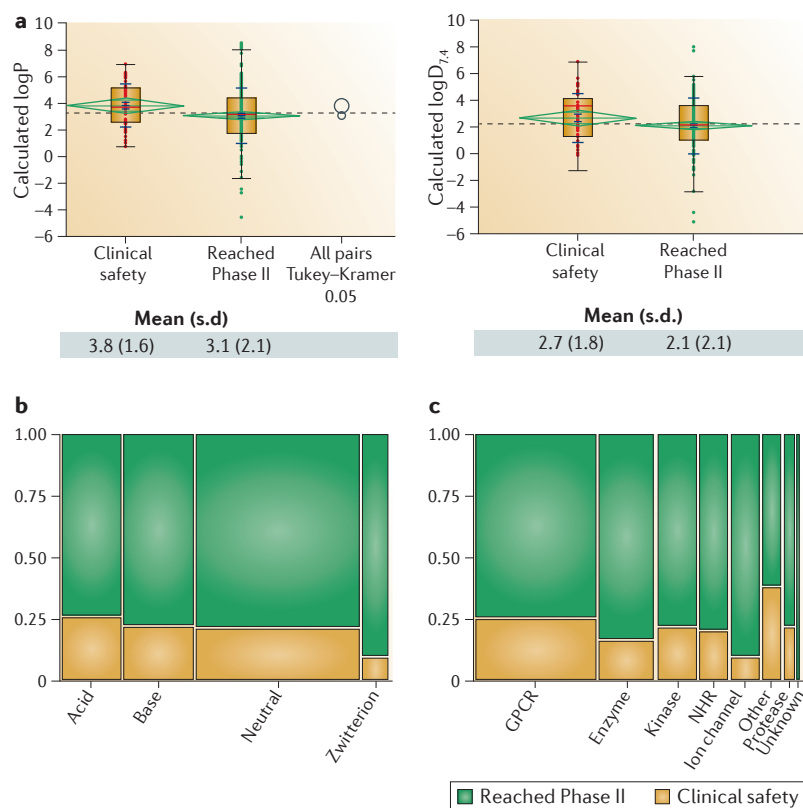 a
Calculated logP
10
8
6
4
2
0
−2
−4
−6
Clinical
safety
Reached
Phase II
All pairs
Tukey–Kramer
0.05
Mean (s.d)
3.8 (1.6) 3.1 (2.1)
Calculated logD7.4
10
8
6
4
2
0
−2
−4
−6
Clinical
safety
Reached
Phase II
Mean (s.d.)
2.7 (1.8) 2.1 (2.1)
b
1.00
0.75
0.50
0.25
0
Acid
Base
Neutral
Zwitterion
c
1.00
0.75
0.50
0.25
0
GPCR
Enzyme
Kinase
NHR
Ion channel
Other
Protease
Unknown
Reached Phase II Clinical safety